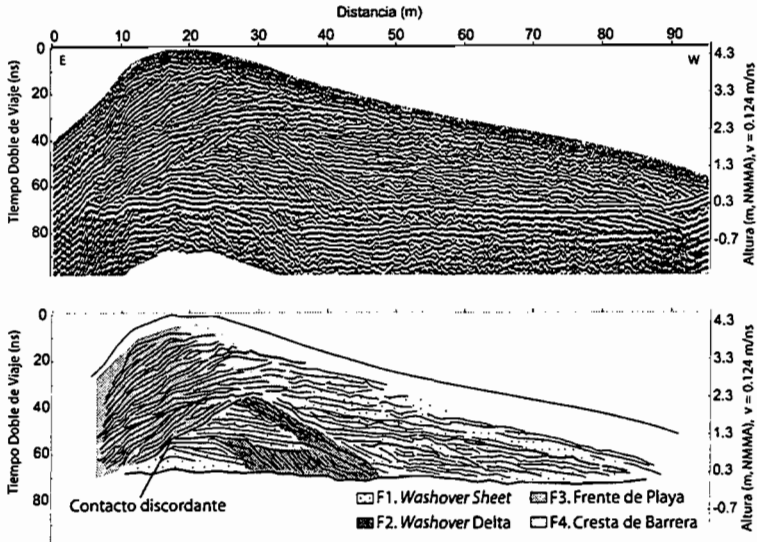 Distancia (m)
0 10 20 30 40 50 60 70 80 90
E
W
Tiempo Doble de Viaje (ns)
0
20
40
60
80
4.3
3.3
2.3
1.3
0.3
-0.7
Altura (m, NMMA), v = 0.124 m/ns
Tiempo Doble de Viaje (ns)
0
20
40
60
80
4.3
3.3
2.3
1.3
0.3
-0.7
Altura (m, NMMA), v = 0.124 m/ns
Contacto discordante
F1. Washover Sheet
F3. Frente de Playa
F2. Washover Delta
F4. Cresta de Barrera